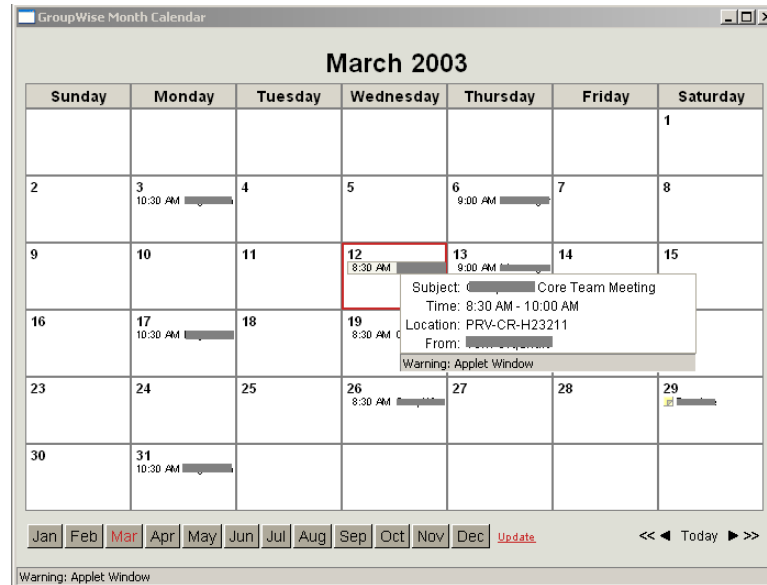 GroupWise Month Calendar
March 2003
Sunday Monday Tuesday Wednesday Thursday Friday Saturday
1
2 3 4 5 6 7 8
10:30 AM 9:00 AM
9 10 11 12 13 14 15
8:30 AM 9:00 AM
Subject: Core Team Meeting
Time: 8:30 AM - 10:00 AM
Location: PRV-CR-H23211
From:
Warning: Applet Window
16 17 18 19
10:30 AM 8:30 AM
23 24 25 26 27 28 29
8:30 AM
30 31
10:30 AM
Jan Feb Mar Apr May Jun Jul Aug Sep Oct Nov Dec Update << ◀ Today ▶ >>
Warning: Applet Window